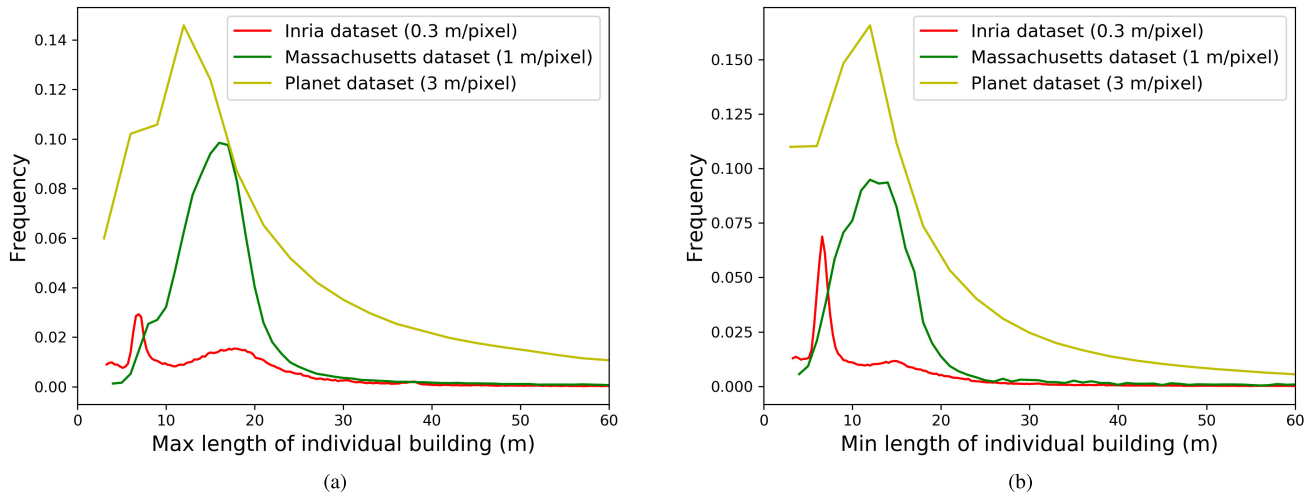 Inria dataset (0.3 m/pixel)
Massachusetts dataset (1 m/pixel)
Planet dataset (3 m/pixel)
0.14
0.12
0.10
0.08
0.06
0.04
0.02
0.00
Frequency
0 10 20 30 40 50 60
Max length of individual building (m)
(a)
Inria dataset (0.3 m/pixel)
Massachusetts dataset (1 m/pixel)
Planet dataset (3 m/pixel)
0.150
0.125
0.100
0.075
0.050
0.025
0.000
Frequency
0 10 20 30 40 50 60
Min length of individual building (m)
(b)